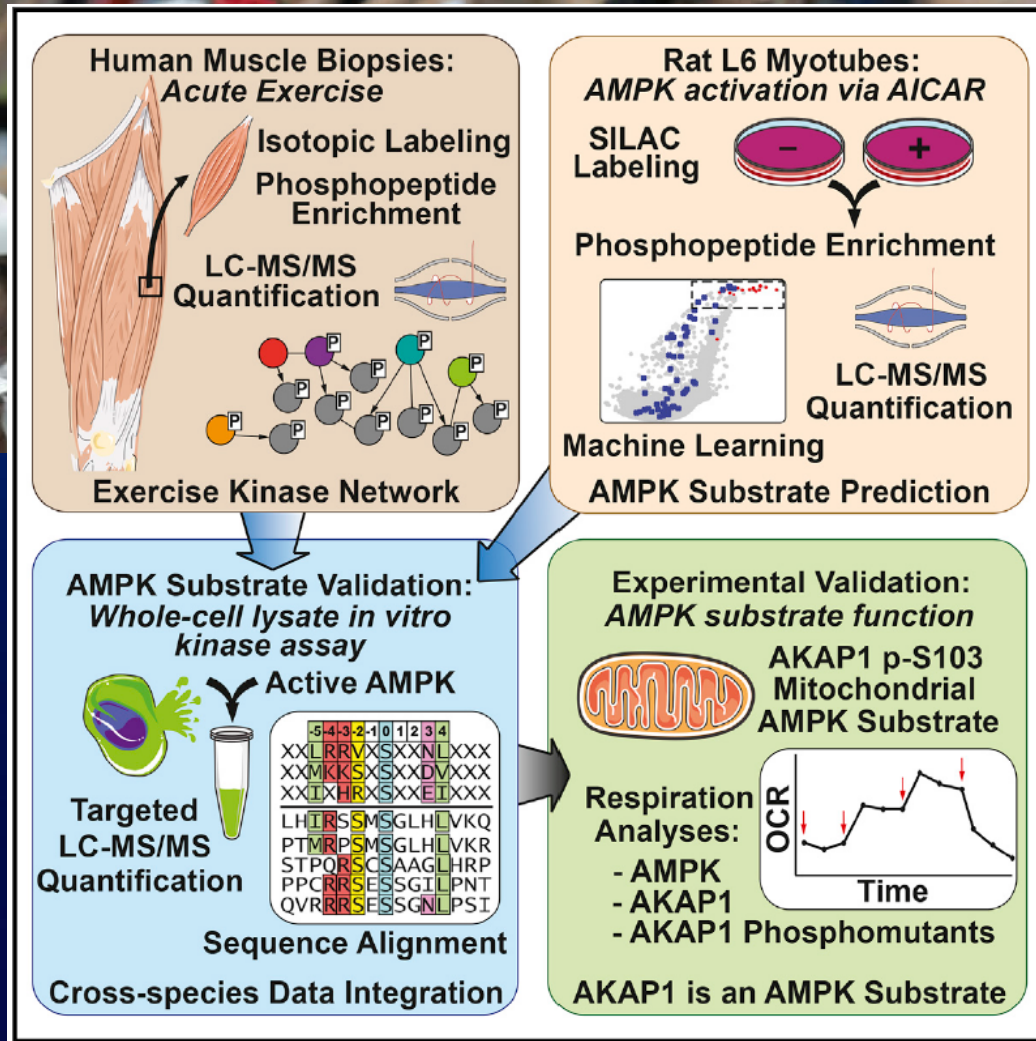 Human Muscle Biopsies:
Acute Exercise
Isotopic Labeling
Phosphopeptide
Enrichment
LC-MS/MS
Quantification
P
P
P
P
P
P
P
P
P
P
P
Exercise Kinase Network
Rat L6 Myotubes:
AMPK activation via AICAR
SILAC
Labeling
- +
Phosphopeptide Enrichment
LC-MS/MS
Quantification
Machine Learning
AMPK Substrate Prediction
AMPK Substrate Validation:
Whole-cell lysate in vitro
kinase assay
Active AMPK
Targeted
LC-MS/MS
Quantification
-5 -4 -3 -2 -1 0 1 2 3 4
XXLRRVXSXXNLXXX
XXMKKSXSXXDVXXX
XXIXHRXSXXEIXXX
LHIRSSMSGLHLVKQ
PTMRPSMSGLHLVKR
STPQRSCSAAGLHRP
PPCRRSESSGILPNT
QVRRRSESSGNLPSI
Sequence Alignment
Cross-species Data Integration
Experimental Validation:
AMPK substrate function
AKAP1 p-S103
Mitochondrial
AMPK Substrate
Respiration
Analyses:
- AMPK
- AKAP1
- AKAP1 Phosphomutants
OCR
Time
AKAP1 is an AMPK Substrate